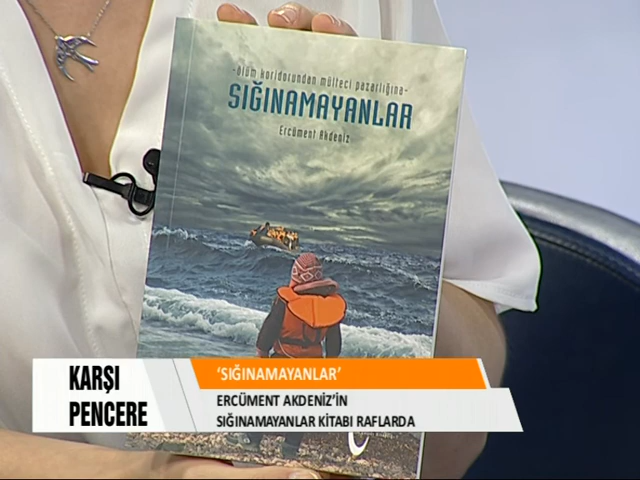 -ölüm koridorundan mülteci pazarlığına-
SIĞINAMAYANLAR
Ercüment Akdeniz
KARŞI
PENCERE
‘SIĞINAMAYANLAR’
ERCÜMENT AKDENİZ’İN
SIĞINAMAYANLAR KİTABI RAFLARDA